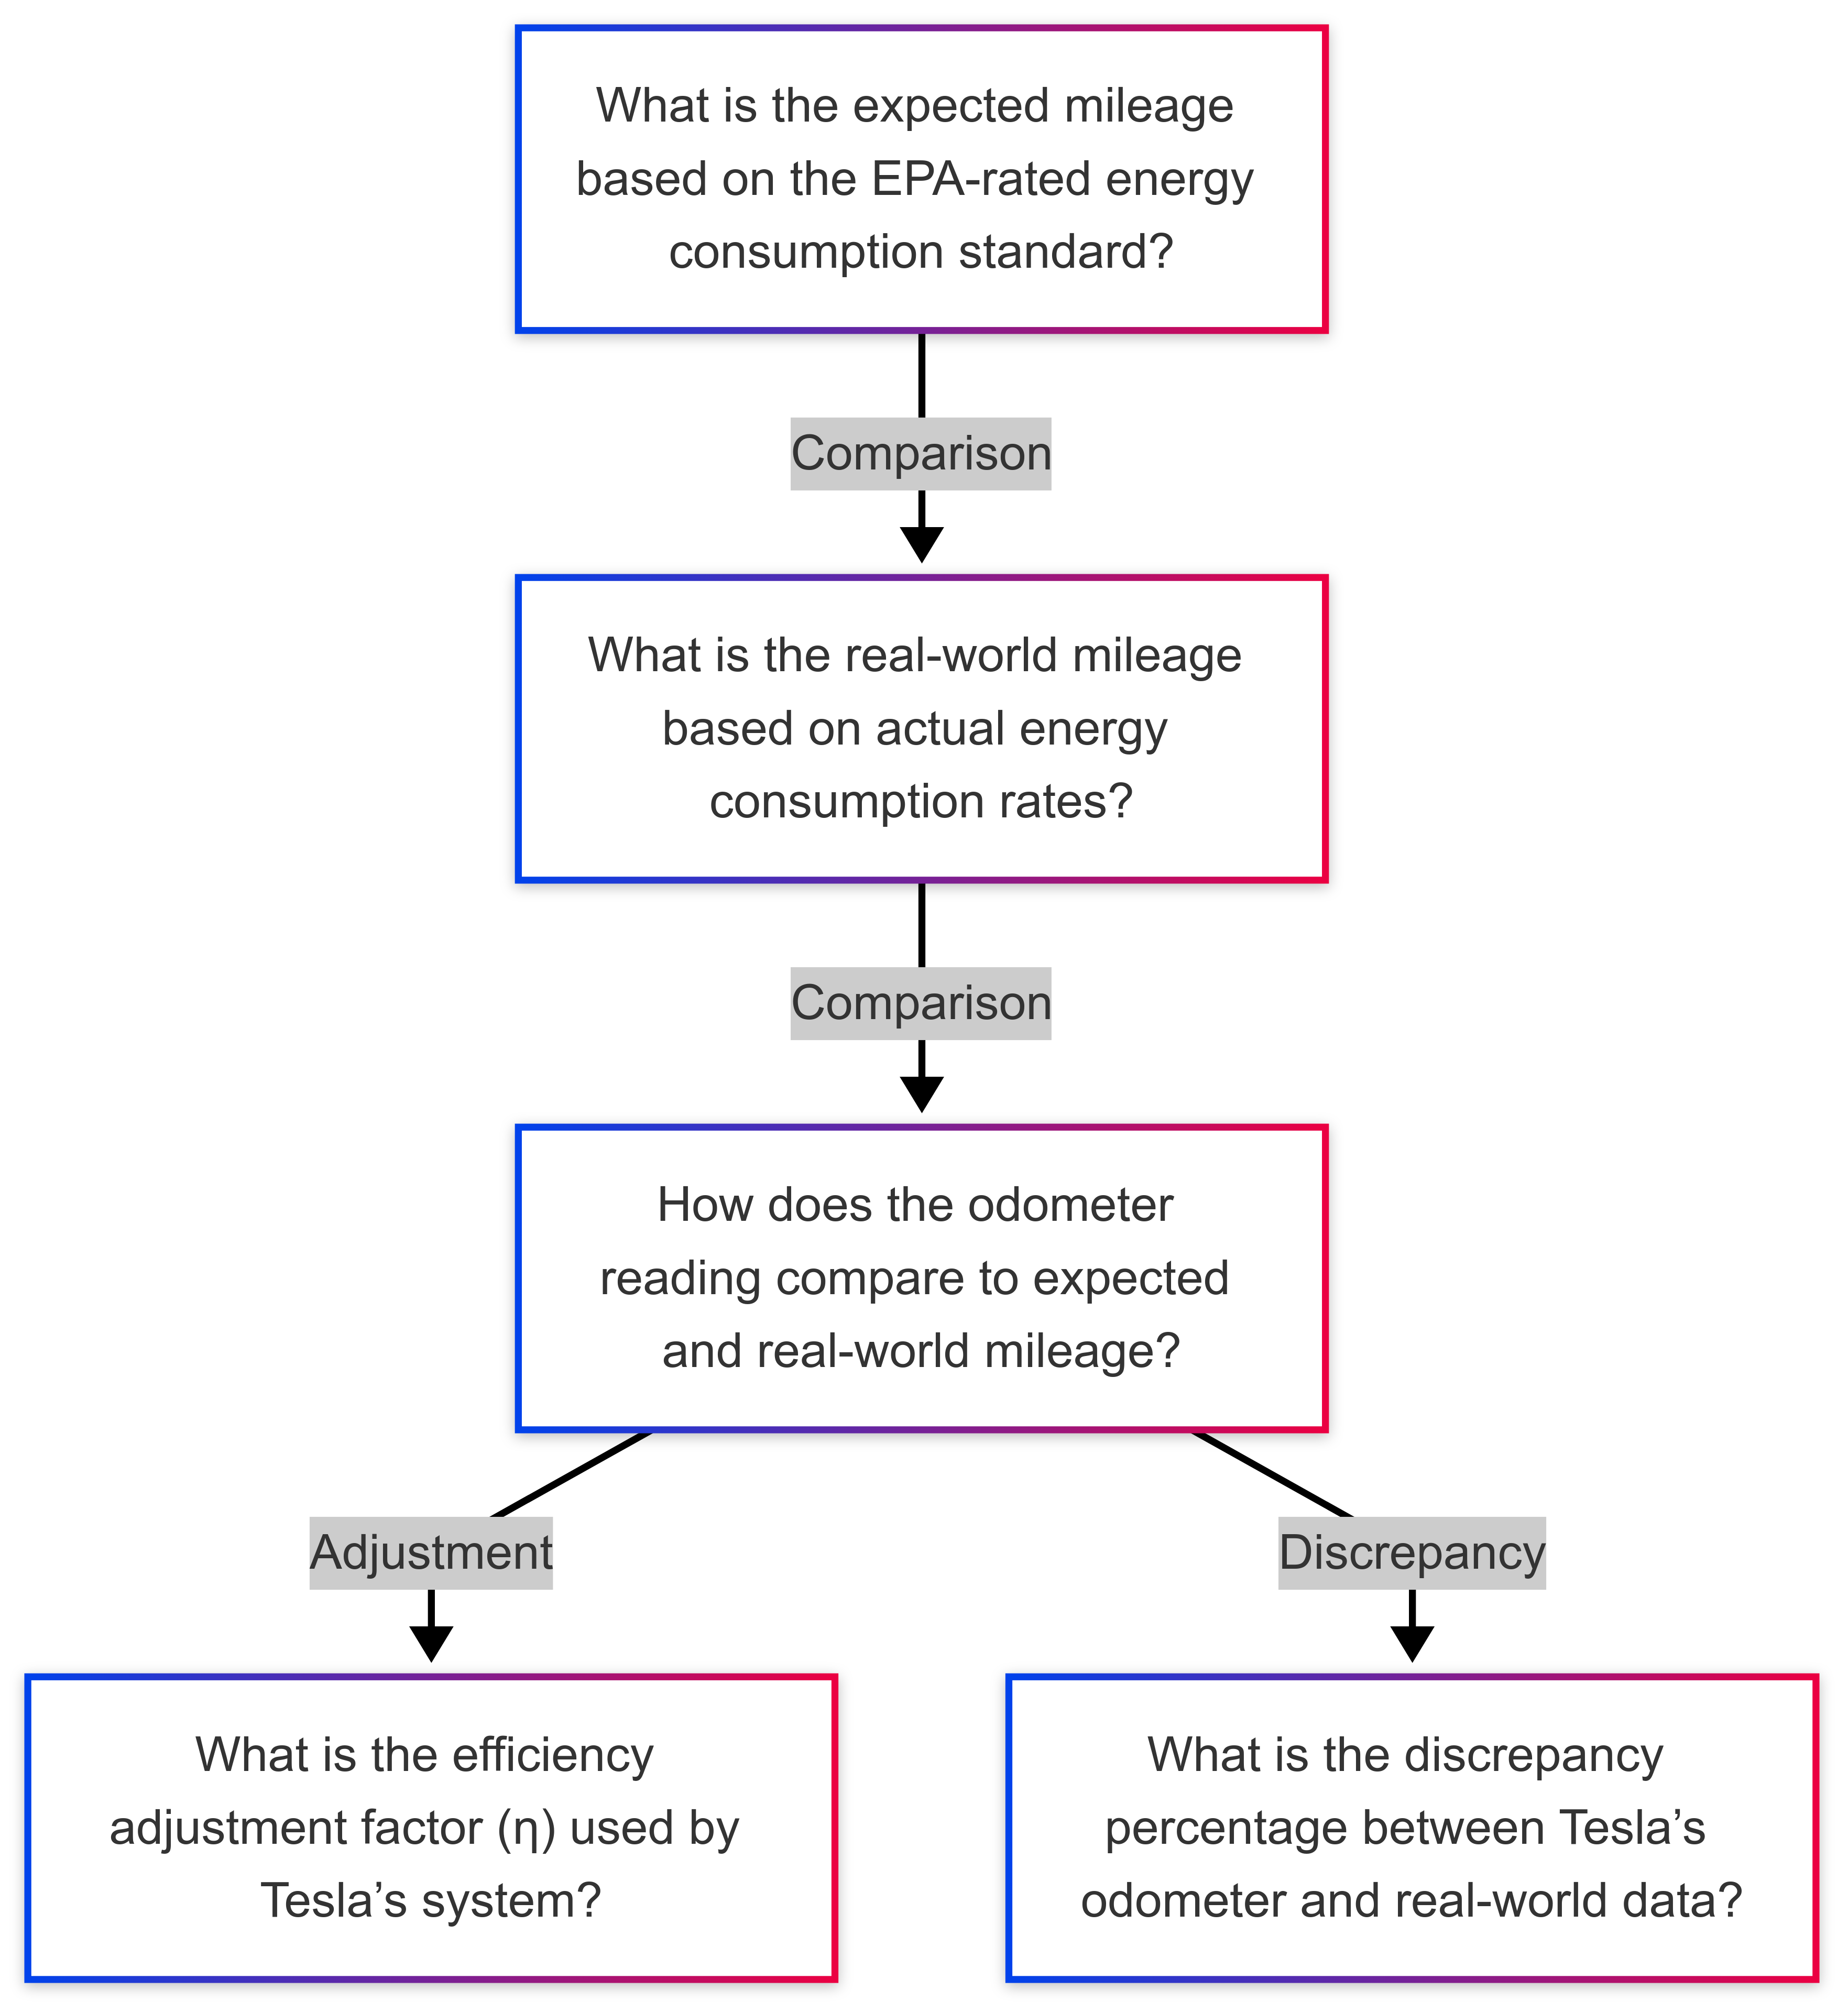 What is the expected mileage
based on the EPA-rated energy
consumption standard?
Comparison
What is the real-world mileage
based on actual energy
consumption rates?
Comparison
How does the odometer
reading compare to expected
and real-world mileage?
Adjustment
Discrepancy
What is the efficiency
adjustment factor (η) used by
Tesla’s system?
What is the discrepancy
percentage between Tesla’s
odometer and real-world data?